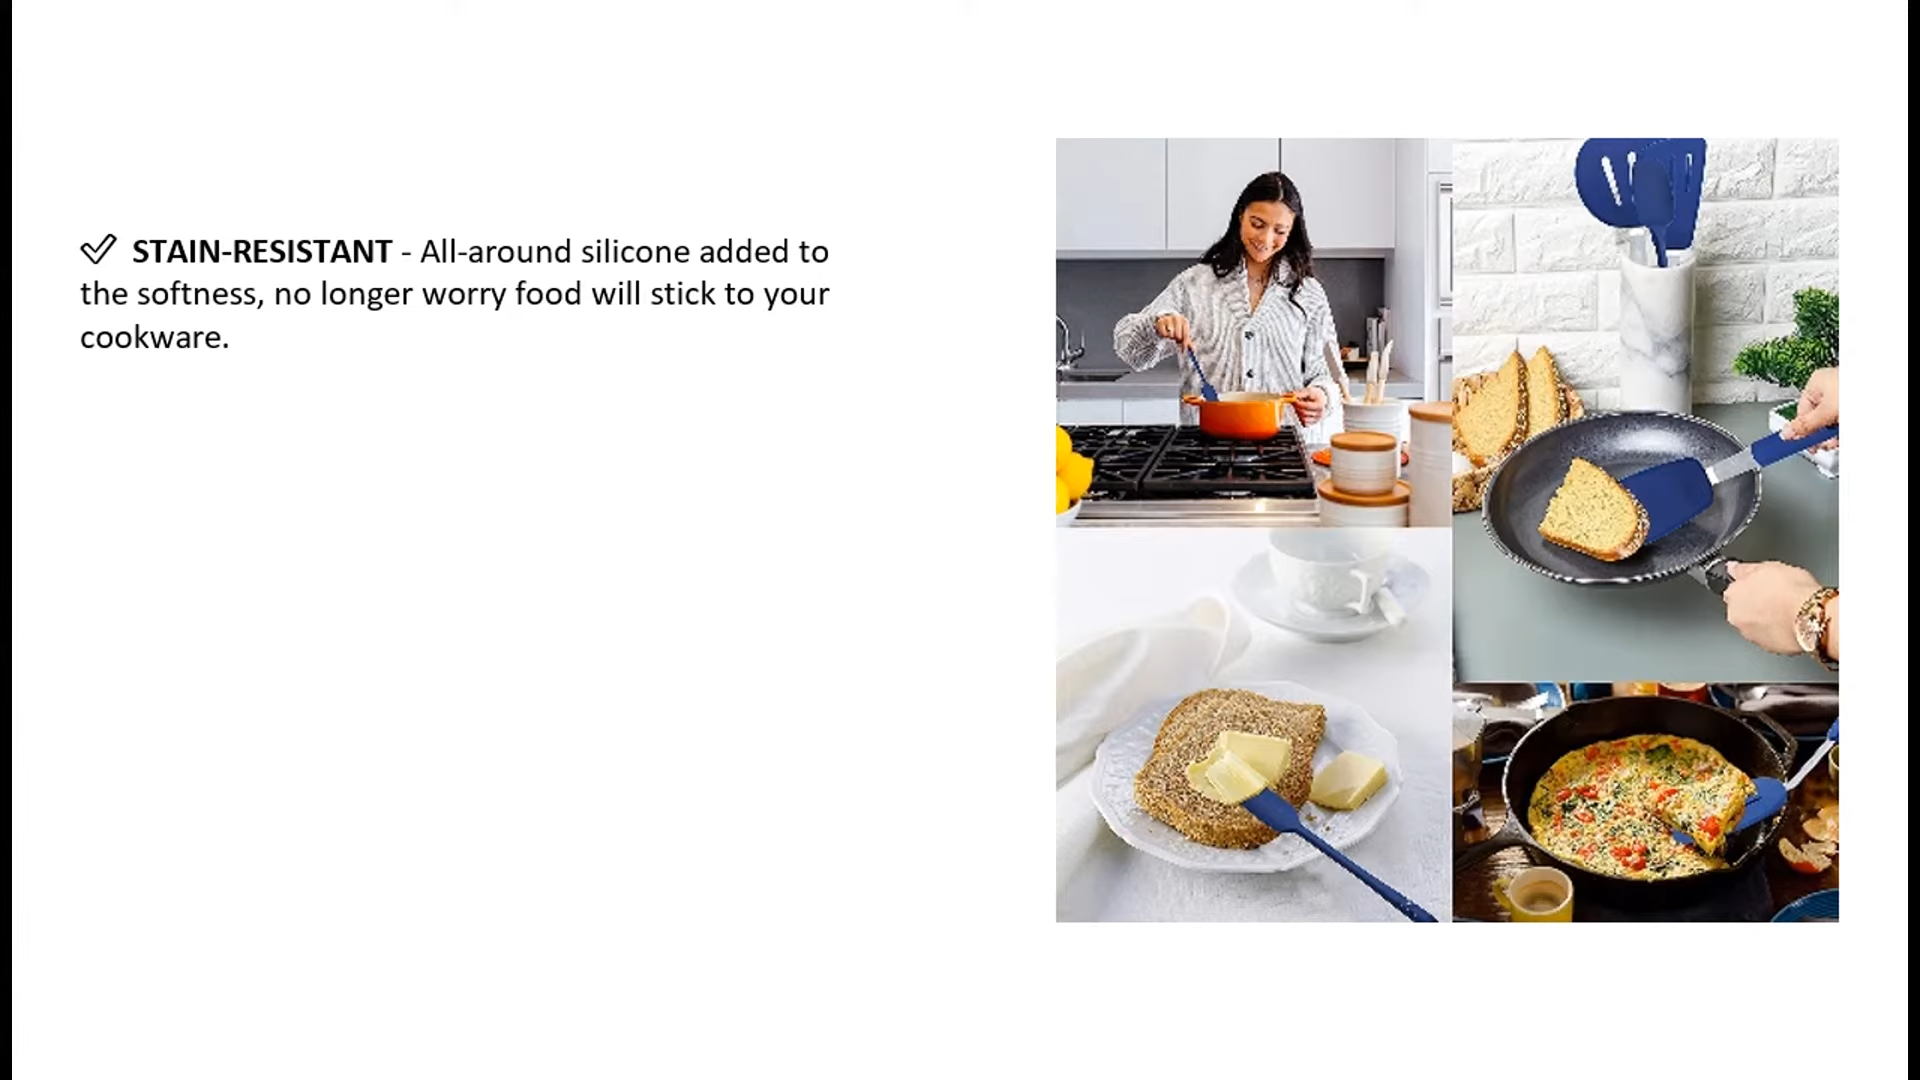 ✓ STAIN-RESISTANT - All-around silicone added to
the softness, no longer worry food will stick to your
cookware.